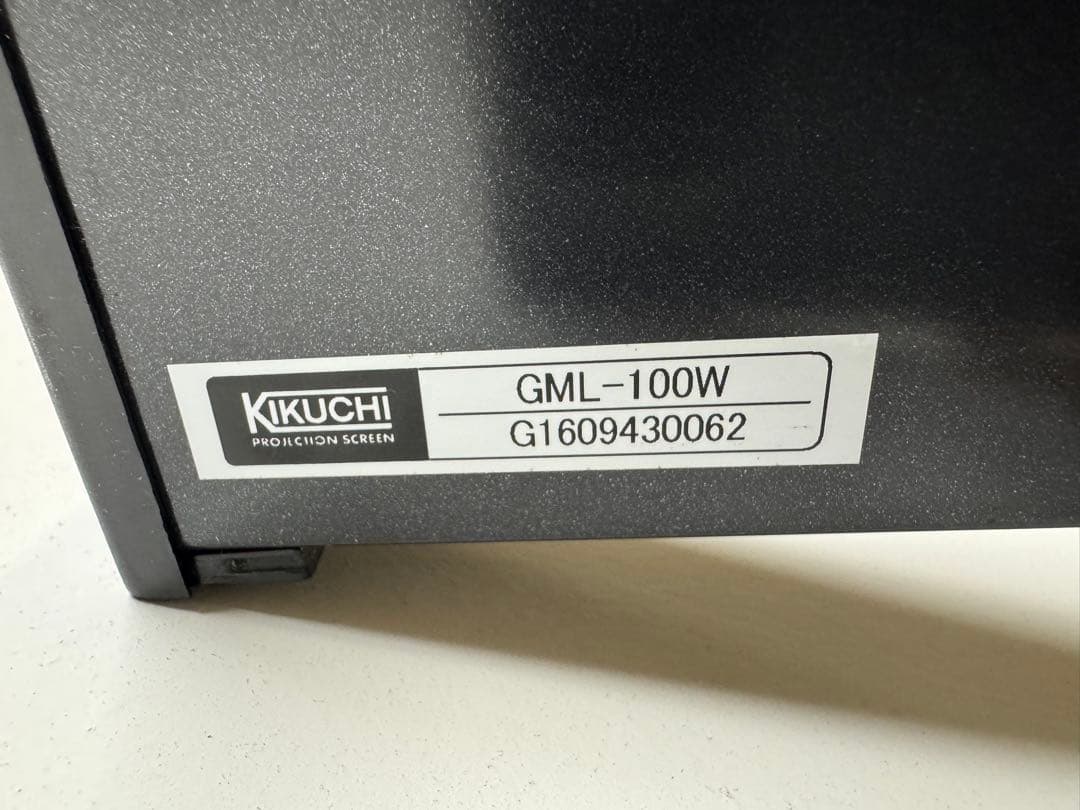 KIKUCHI
PROJECTION SCREEN
GML-100W
G1609430062